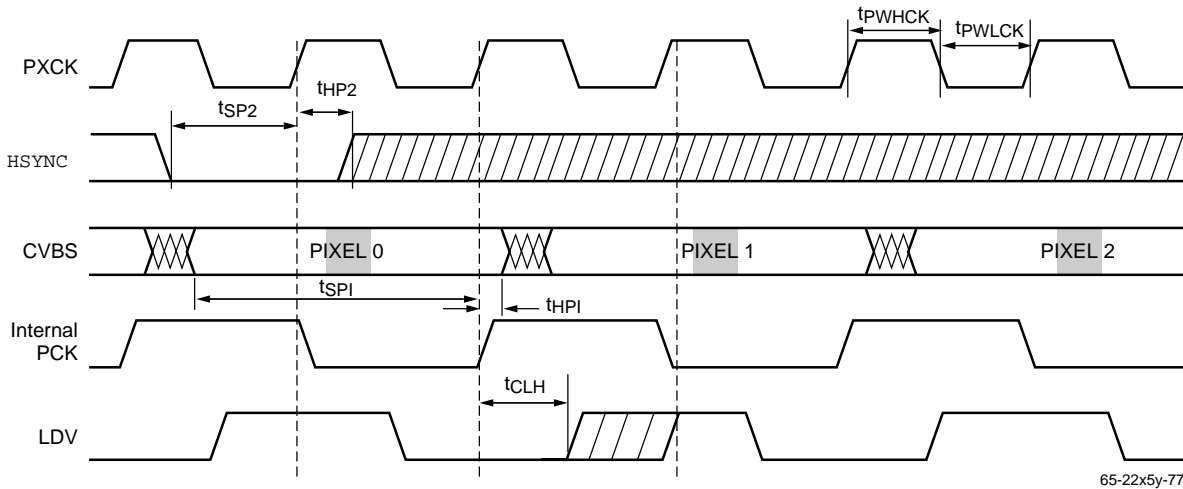 tPWHCK
tPWLCK
PXCK
tHP2
tSP2
HSYNC
CVBS
PIXEL 0
PIXEL 1
PIXEL 2
tSPI
tHPI
Internal
PCK
tCLH
LDV
65-22x5y-77